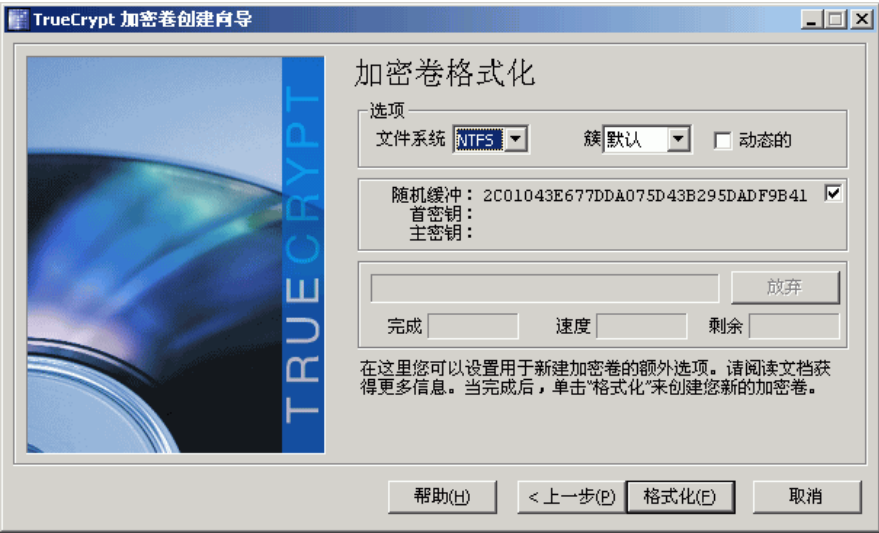 TrueCrypt 加密卷创建向导
TRUECRYPT
加密卷格式化
选项
文件系统 NTFS 簇 默认 动态的
随机缓冲：2C01043E677DDA075D43B295DADF9B41
首密钥：
主密钥：
放弃
完成 速度 剩余
在这里您可以设置用于新建加密卷的额外选项。请阅读文档获
得更多信息。当完成后，单击“格式化”来创建您新的加密卷。
帮助(H) < 上一步(P) 格式化(F) 取消